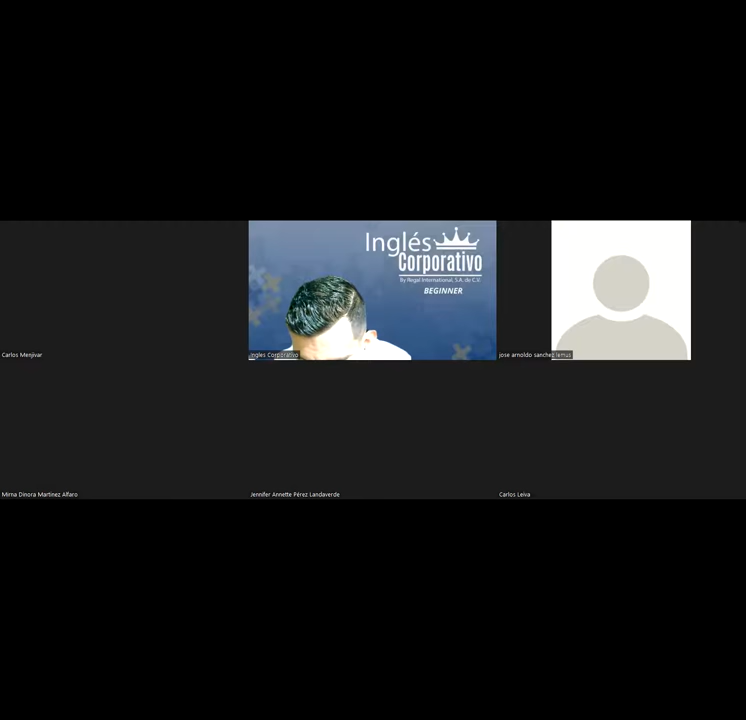 Inglés
Corporativo
By Regal International, S.A. de C.V.
BEGINNER
Carlos Menjivar
Ingles Corporativo
jose arnoldo sanchez lemus
Mirna Dinora Martinez Alfaro
Jennifer Annette Pérez Landaverde
Carlos Leiva